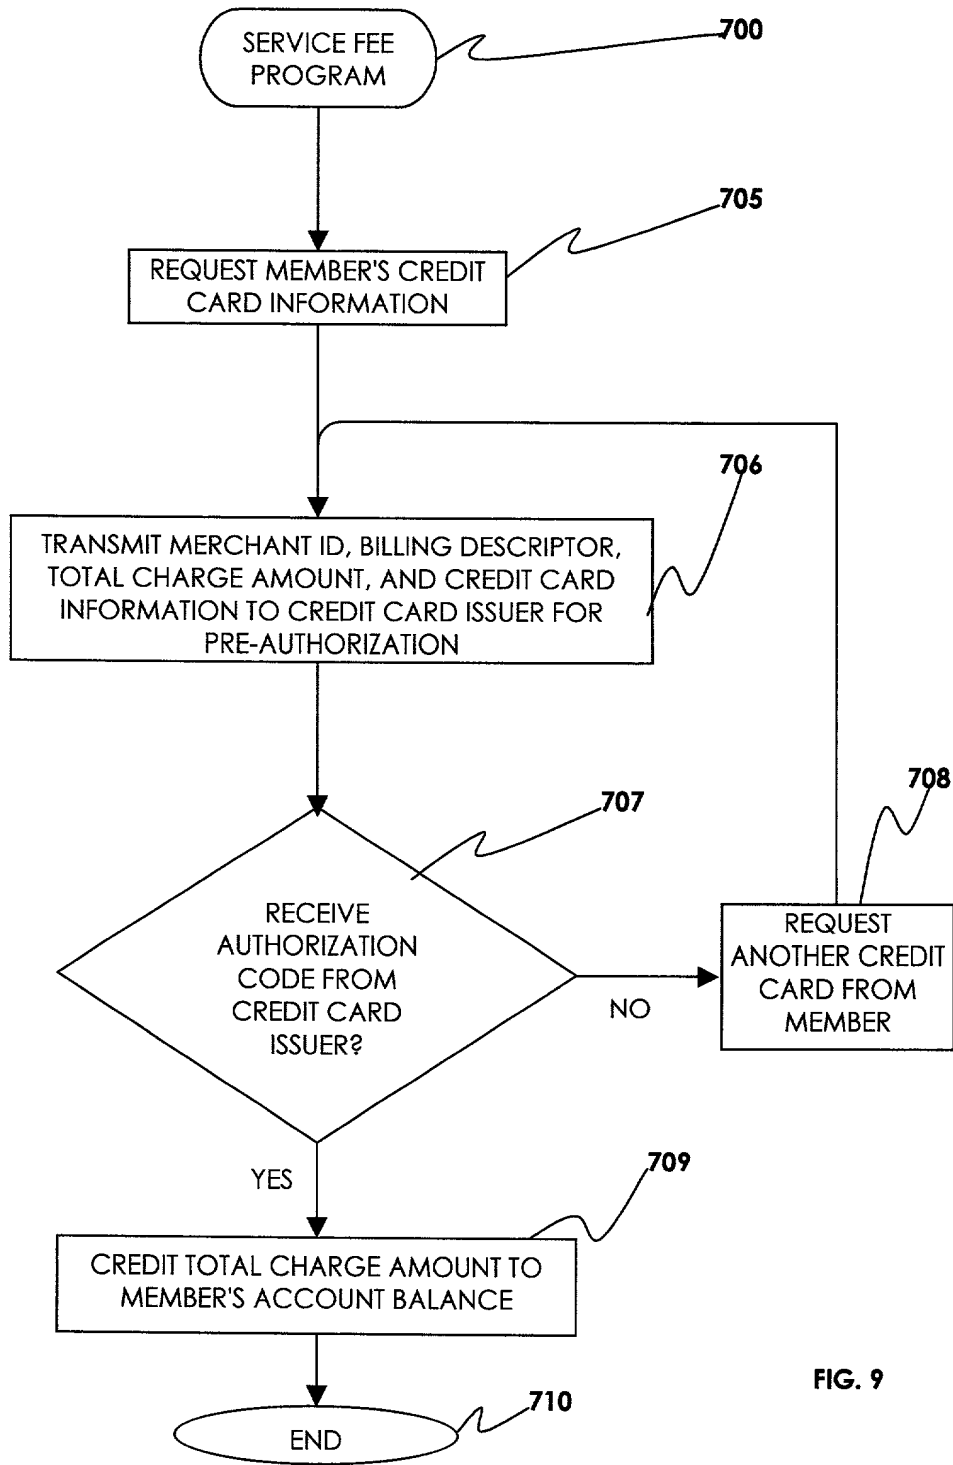 SERVICE FEE
PROGRAM
700
705
REQUEST MEMBER'S CREDIT
CARD INFORMATION
706
TRANSMIT MERCHANT ID, BILLING DESCRIPTOR,
TOTAL CHARGE AMOUNT, AND CREDIT CARD
INFORMATION TO CREDIT CARD ISSUER FOR
PRE-AUTHORIZATION
707
708
RECEIVE
AUTHORIZATION
CODE FROM
CREDIT CARD
ISSUER?
NO
REQUEST
ANOTHER CREDIT
CARD FROM
MEMBER
YES
709
CREDIT TOTAL CHARGE AMOUNT TO
MEMBER'S ACCOUNT BALANCE
FIG. 9
710
END